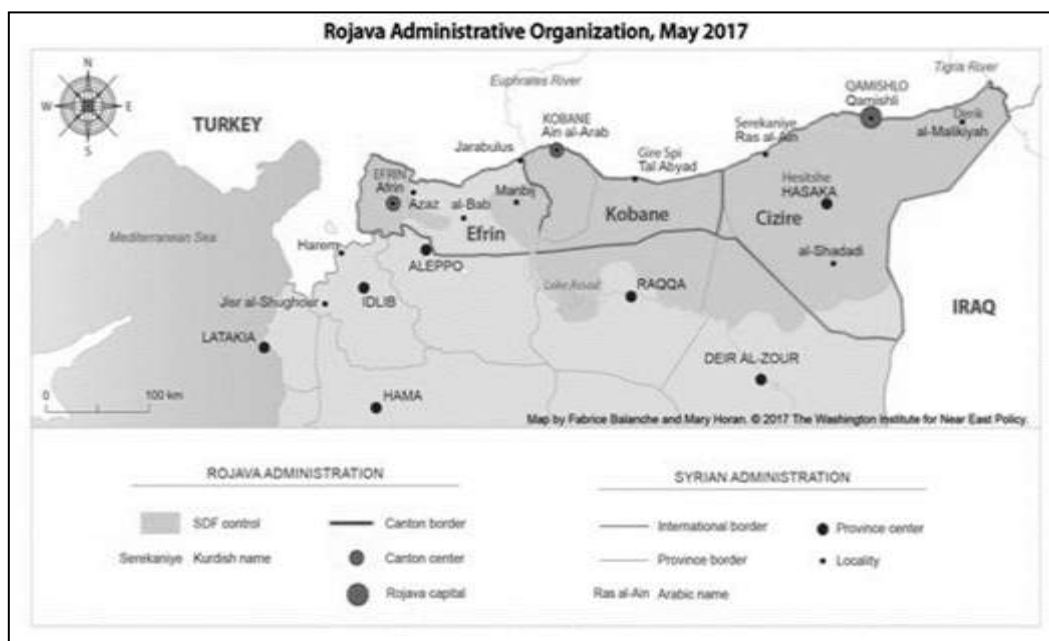 Rojava Administrative Organization, May 2017
N
W
E
S
TURKEY
Mediterranean Sea
Euphrates River
Tigris River
KOBANE
Ain al-Arab
QAMISHLO
Qamishli
Derik
al-Malikiyah
Serekaniye
Ras al-Ain
Jarabulus
Gire Spi
Tal Abyad
EFRIN
Afrin
Azaz
al-Bab
Manbij
Hesitshe
HASAKA
Efrin
Kobane
Cizire
Harem
ALEPPO
al-Shadadi
Lake Assad
RAQQA
IDLIB
Jisr al-Shughour
IRAQ
LATAKIA
DEIR AL-ZOUR
HAMA
0
100 km
Map by Fabrice Balanche and Mary Horan. © 2017 The Washington Institute for Near East Policy.
ROJAVA ADMINISTRATION
SDF control
Canton border
Serekaniye Kurdish name
Canton center
Rojava capital
SYRIAN ADMINISTRATION
International border
Province center
Province border
Locality
Ras al-Ain Arabic name